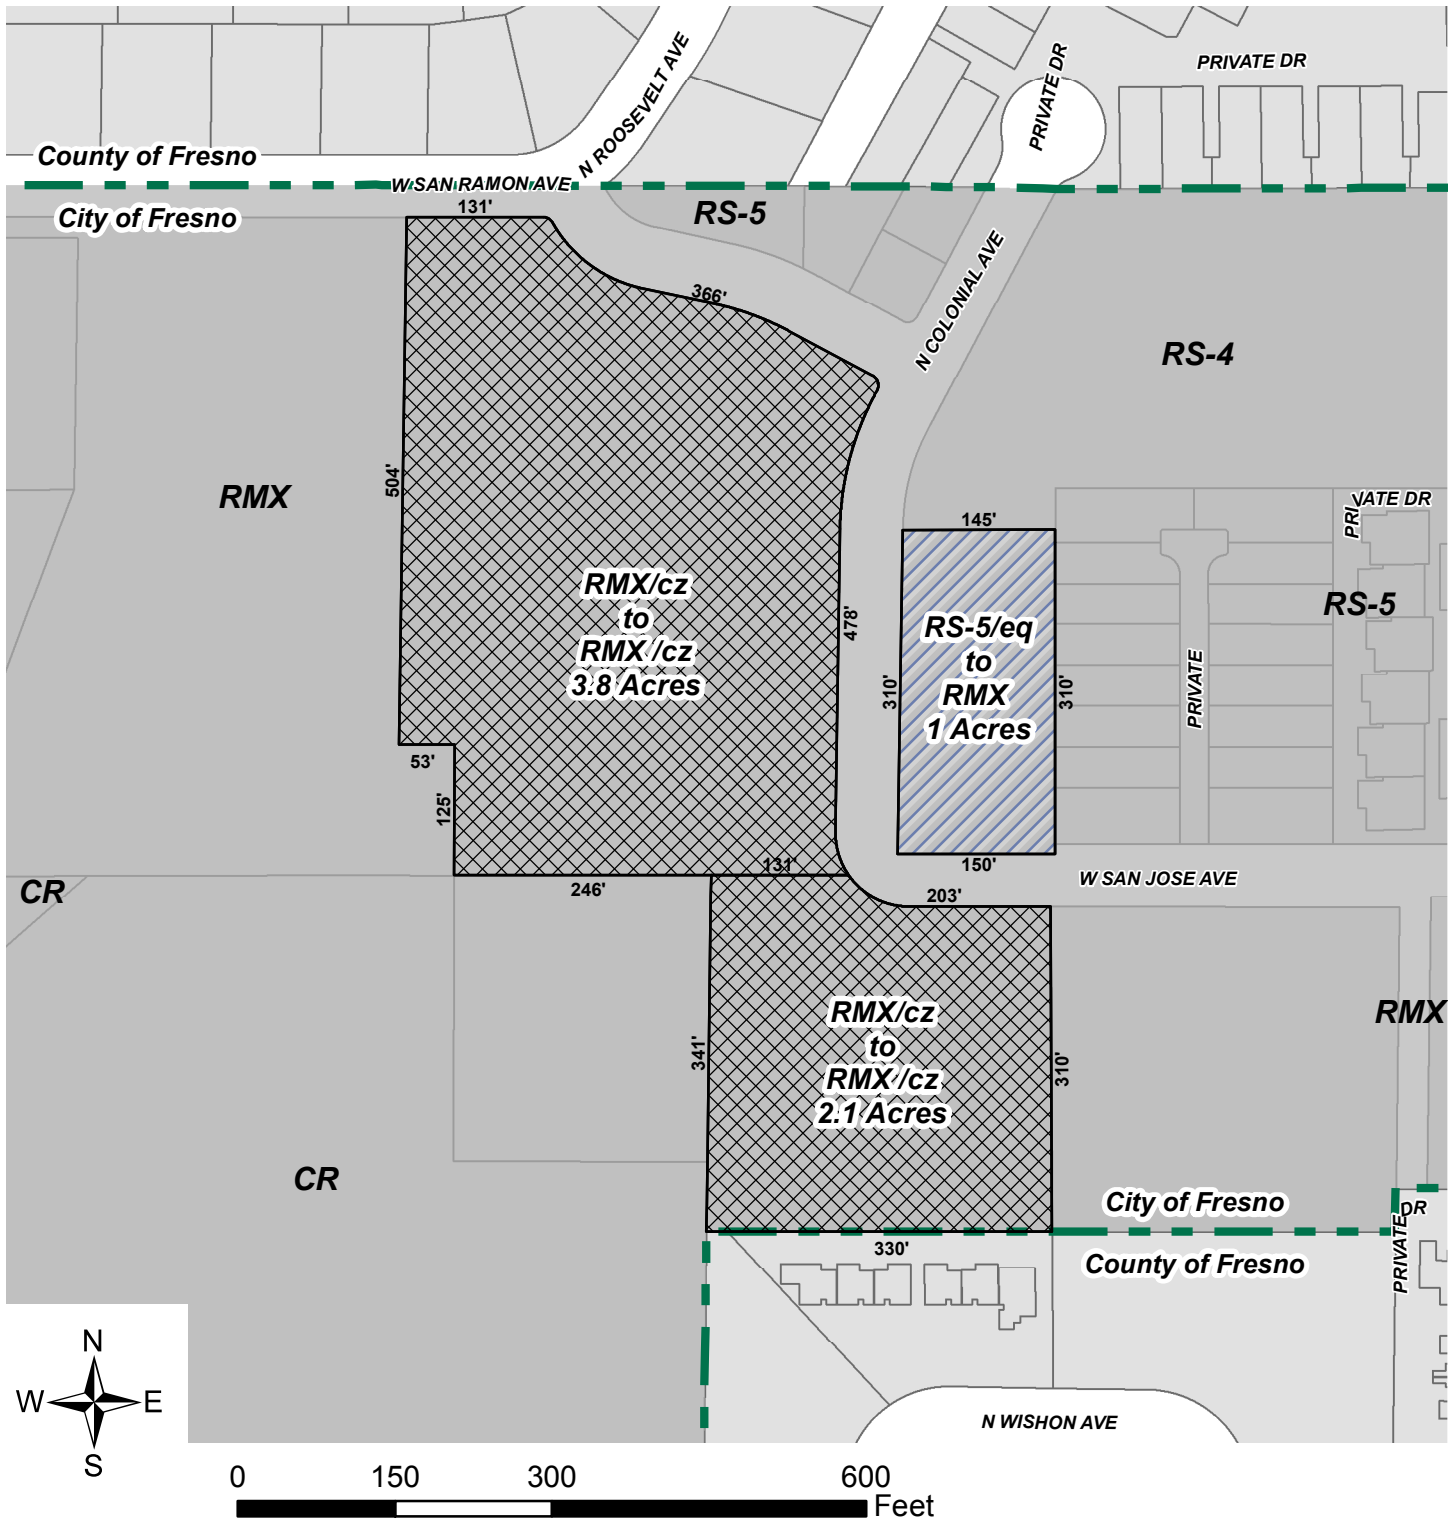 PRIVATE DR
PRIVATE DR
N ROOSEVELT AVE
County of Fresno
W SAN RAMON AVE
City of Fresno
131'
RS-5
N COLONIAL AVE
366'
RS-4
504'
RMX
PRIVATE DR
145'
RMX/cz
to
RMX /cz
3.8 Acres
478'
RS-5/eq
to
RMX
1 Acres
310'
310'
RS-5
PRIVATE
53'
125'
131'
150'
246'
203'
W SAN JOSE AVE
CR
RMX/cz
to
RMX /cz
2.1 Acres
341'
310'
RMX
CR
City of Fresno
PRIVATE DR
330'
County of Fresno
N WISHON AVE
N
W E
S
0 150 300 600
Feet